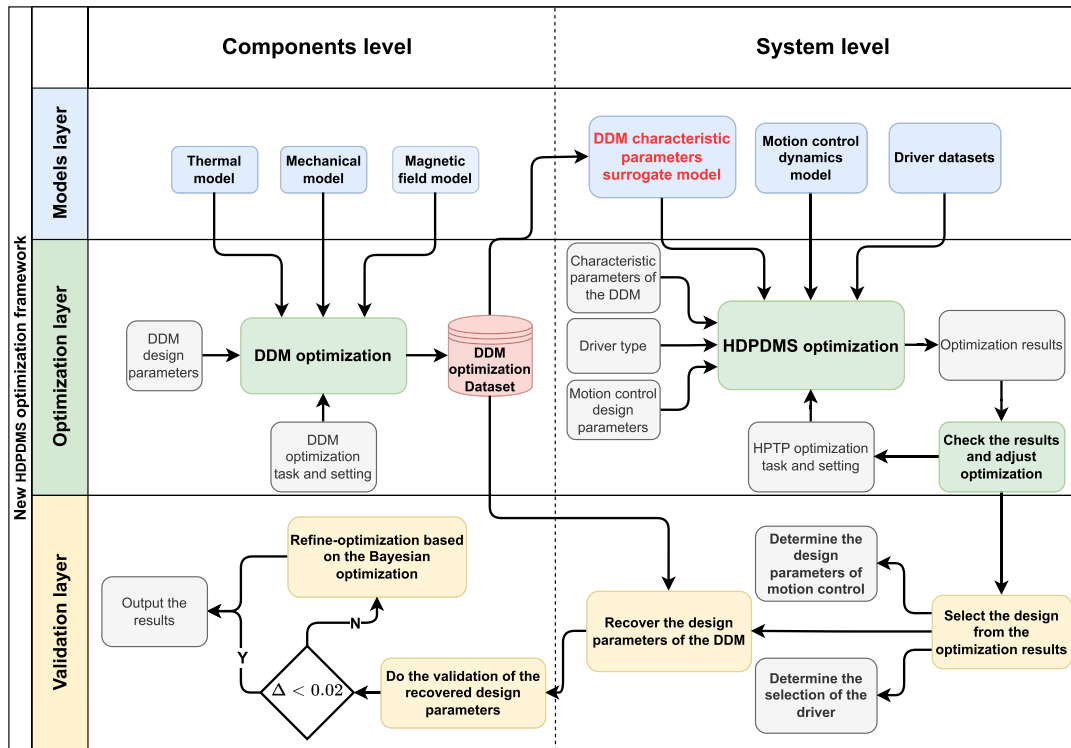 Components level
System level
New HDPDMS optimization framework
Models layer
Thermal
model
Mechanical
model
Magnetic
field model
DDM characteristic
parameters
surrogate model
Motion control
dynamics
model
Driver datasets
Optimization layer
DDM
design
parameters
DDM optimization
DDM
optimization
Dataset
DDM
optimization
task and setting
Characteristic
parameters of
the DDM
Driver type
Motion control
design
parameters
HDPDMS optimization
Optimization results
HPTP optimization
task and setting
Check the results
and adjust
optimization
Validation layer
Refine-optimization based
on the Bayesian
optimization
Output the
results
N
Y
Δ < 0.02
Do the validation of the
recovered design
parameters
Recover the design
parameters of the DDM
Determine the
design
parameters of
motion control
Select the design
from the
optimization results
Determine the
selection of the
driver